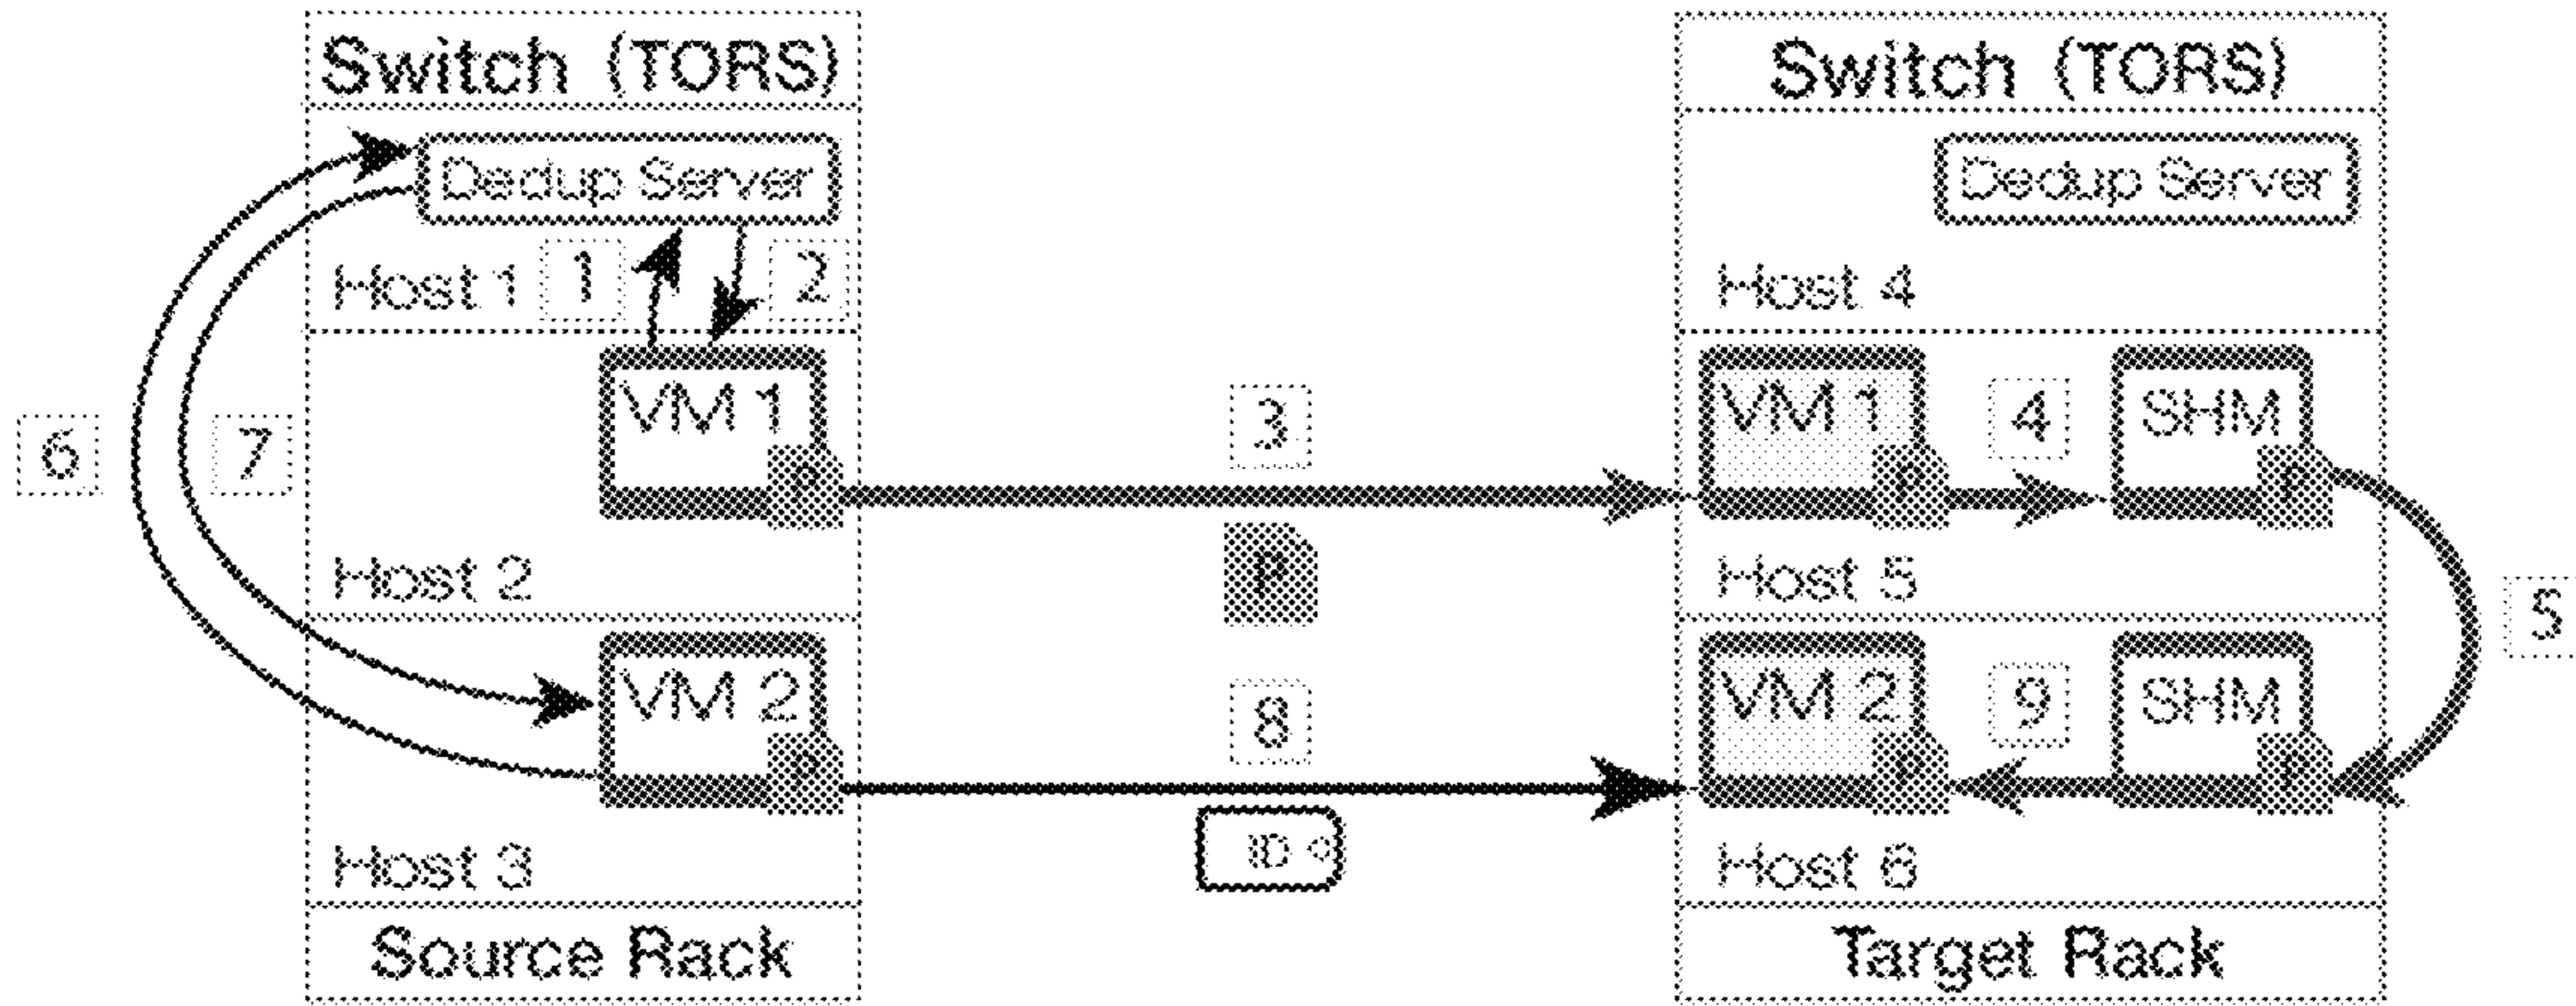 Switch (TORS)
Dedup Server
Host 1
1
2
VM 1
P
Host 2
6
7
VM 2
P
Host 3
Source Rack
3
P
8
ID
Switch (TORS)
Dedup Server
Host 4
VM 1
P
4
SHM
P
Host 5
5
VM 2
P
9
SHM
P
Host 6
Target Rack